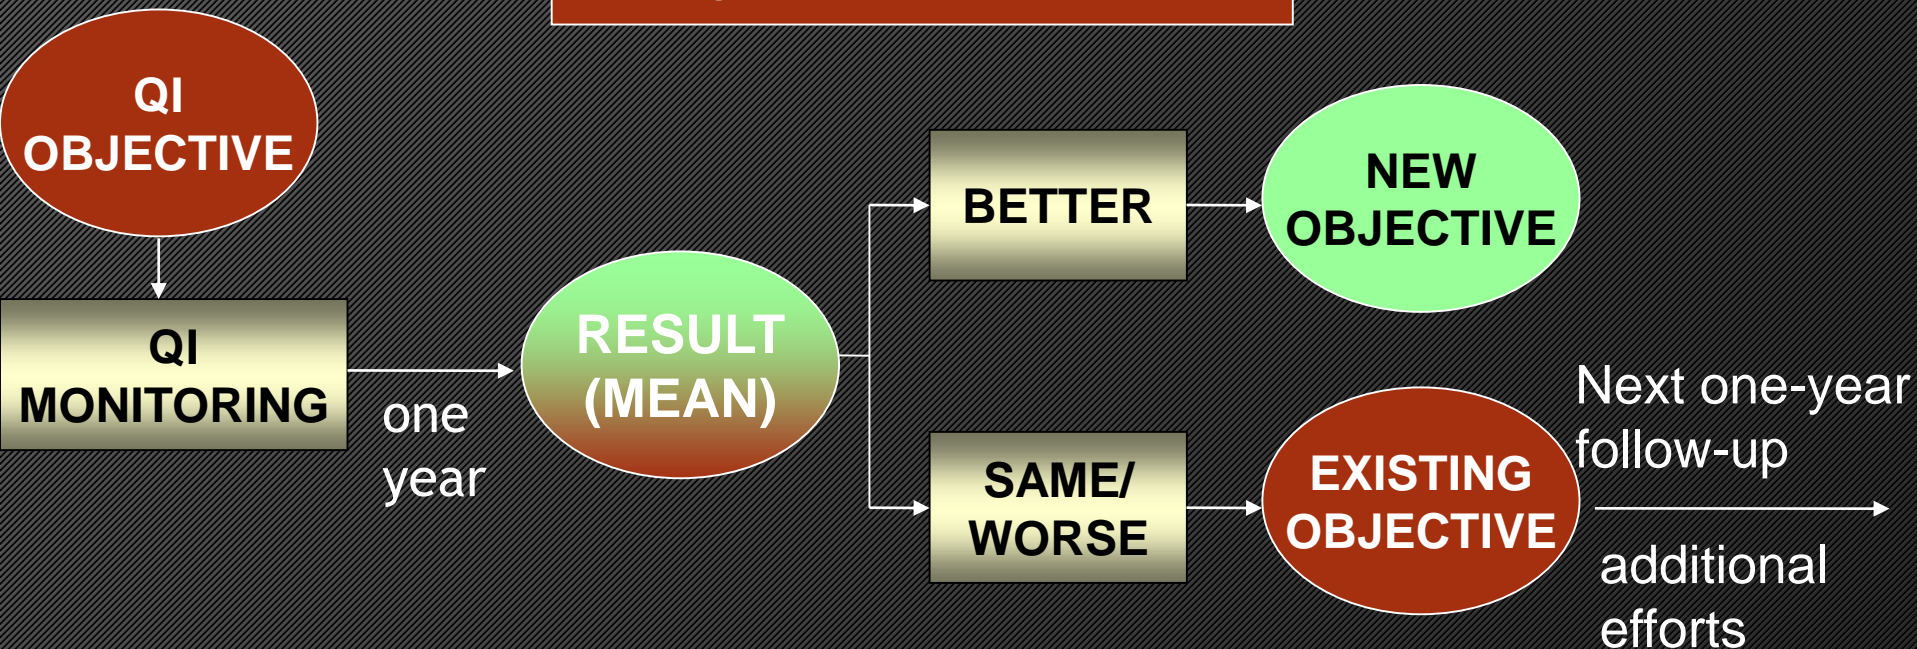 QI
OBJECTIVE
QI
MONITORING
one
year
RESULT
(MEAN)
BETTER
NEW
OBJECTIVE
SAME/
WORSE
EXISTING
OBJECTIVE
Next one-year
follow-up
additional
efforts